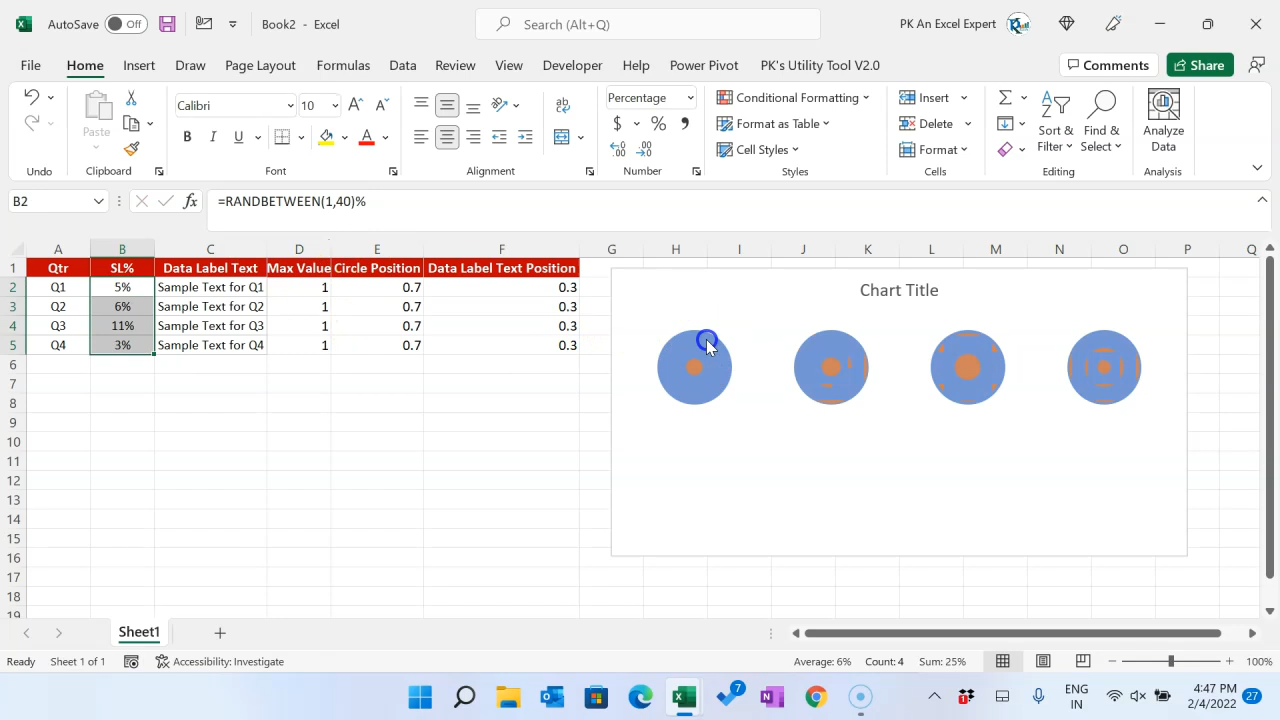 AutoSave Off Book2 - Excel Search (Alt+Q) PK An Excel Expert
File Home Insert Draw Page Layout Formulas Data Review View Developer Help Power Pivot PK's Utility Tool V2.0 Comments Share
Paste Calibri 10 Percentage Conditional Formatting Insert
B I U Format as Table Delete Sort & Filter Find & Select Analyze Data
Cell Styles Format
Undo Clipboard Font Alignment Number Styles Cells Editing Analysis
B2 fx =RANDBETWEEN(1,40)%
A B C D E F G H I J K L M N O P Q
1 Qtr SL% Data Label Text Max Value Circle Position Data Label Text Position
2 Q1 5% Sample Text for Q1 1 0.7 0.3
3 Q2 6% Sample Text for Q2 1 0.7 0.3
4 Q3 11% Sample Text for Q3 1 0.7 0.3
5 Q4 3% Sample Text for Q4 1 0.7 0.3
6
7
8
9
10
11
12
13
14
15
16
17
18
19
Chart Title
Sheet1
Ready Sheet 1 of 1 Accessibility: Investigate Average: 6% Count: 4 Sum: 25% 100%
7 1 ENG IN 4:47 PM 2/4/2022 27